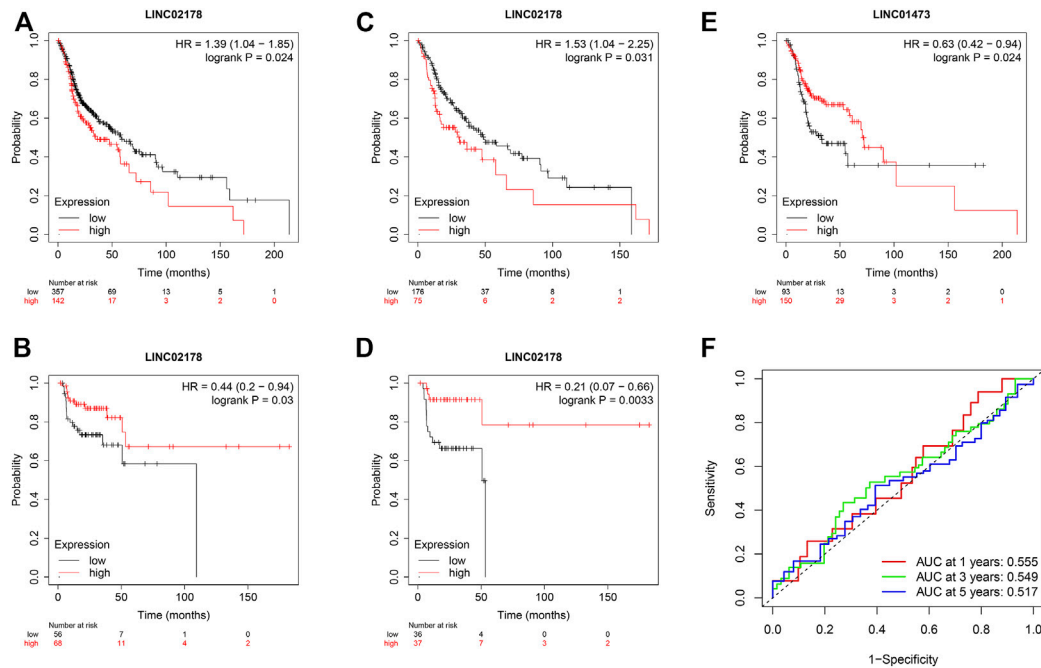 A
LINC02178
HR = 1.39 (1.04 − 1.85)
logrank P = 0.024
Probability
1.0
0.8
0.6
0.4
0.2
0.0
Expression
low
high
0 50 100 150 200
Time (months)
Number at risk
low 357 69 13 5 1
high 142 17 3 2 0
C
LINC02178
HR = 1.53 (1.04 − 2.25)
logrank P = 0.031
Probability
1.0
0.8
0.6
0.4
0.2
0.0
Expression
low
high
0 50 100 150
Time (months)
Number at risk
low 176 37 8 1
high 75 6 2 2
E
LINC01473
HR = 0.63 (0.42 − 0.94)
logrank P = 0.024
Probability
1.0
0.8
0.6
0.4
0.2
0.0
Expression
low
high
0 50 100 150 200
Time (months)
Number at risk
low 93 13 3 2 0
high 150 29 3 2 1
B
LINC02178
HR = 0.44 (0.2 − 0.94)
logrank P = 0.03
Probability
1.0
0.8
0.6
0.4
0.2
0.0
Expression
low
high
0 50 100 150
Time (months)
Number at risk
low 56 7 1 0
high 68 11 4 2
D
LINC02178
HR = 0.21 (0.07 − 0.66)
logrank P = 0.0033
Probability
1.0
0.8
0.6
0.4
0.2
0.0
Expression
low
high
0 50 100 150
Time (months)
Number at risk
low 36 4 0 0
high 37 7 3 2
F
Sensitivity
1.0
0.8
0.6
0.4
0.2
0.0
AUC at 1 years: 0.555
AUC at 3 years: 0.549
AUC at 5 years: 0.517
0.0 0.2 0.4 0.6 0.8 1.0
1−Specificity